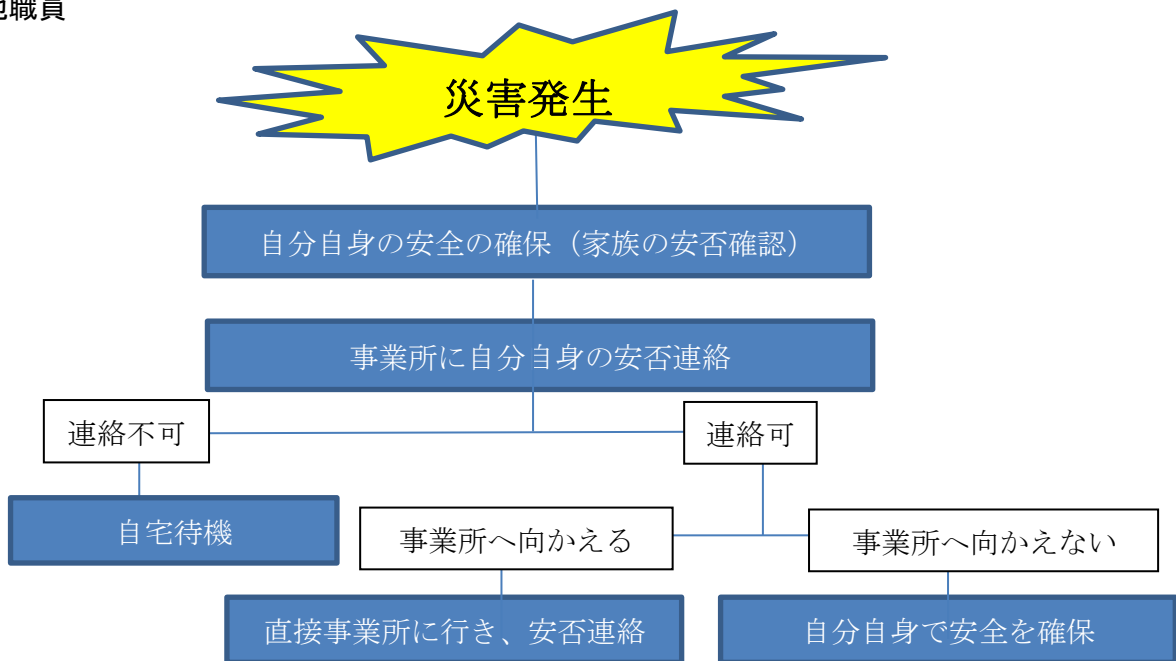 職員
災害発生
自分自身の安全の確保（家族の安否確認）
事業所に自分自身の安否連絡
連絡不可
連絡可
自宅待機
事業所へ向かえる
事業所へ向かえない
直接事業所に行き、安否連絡
自分自身で安全を確保